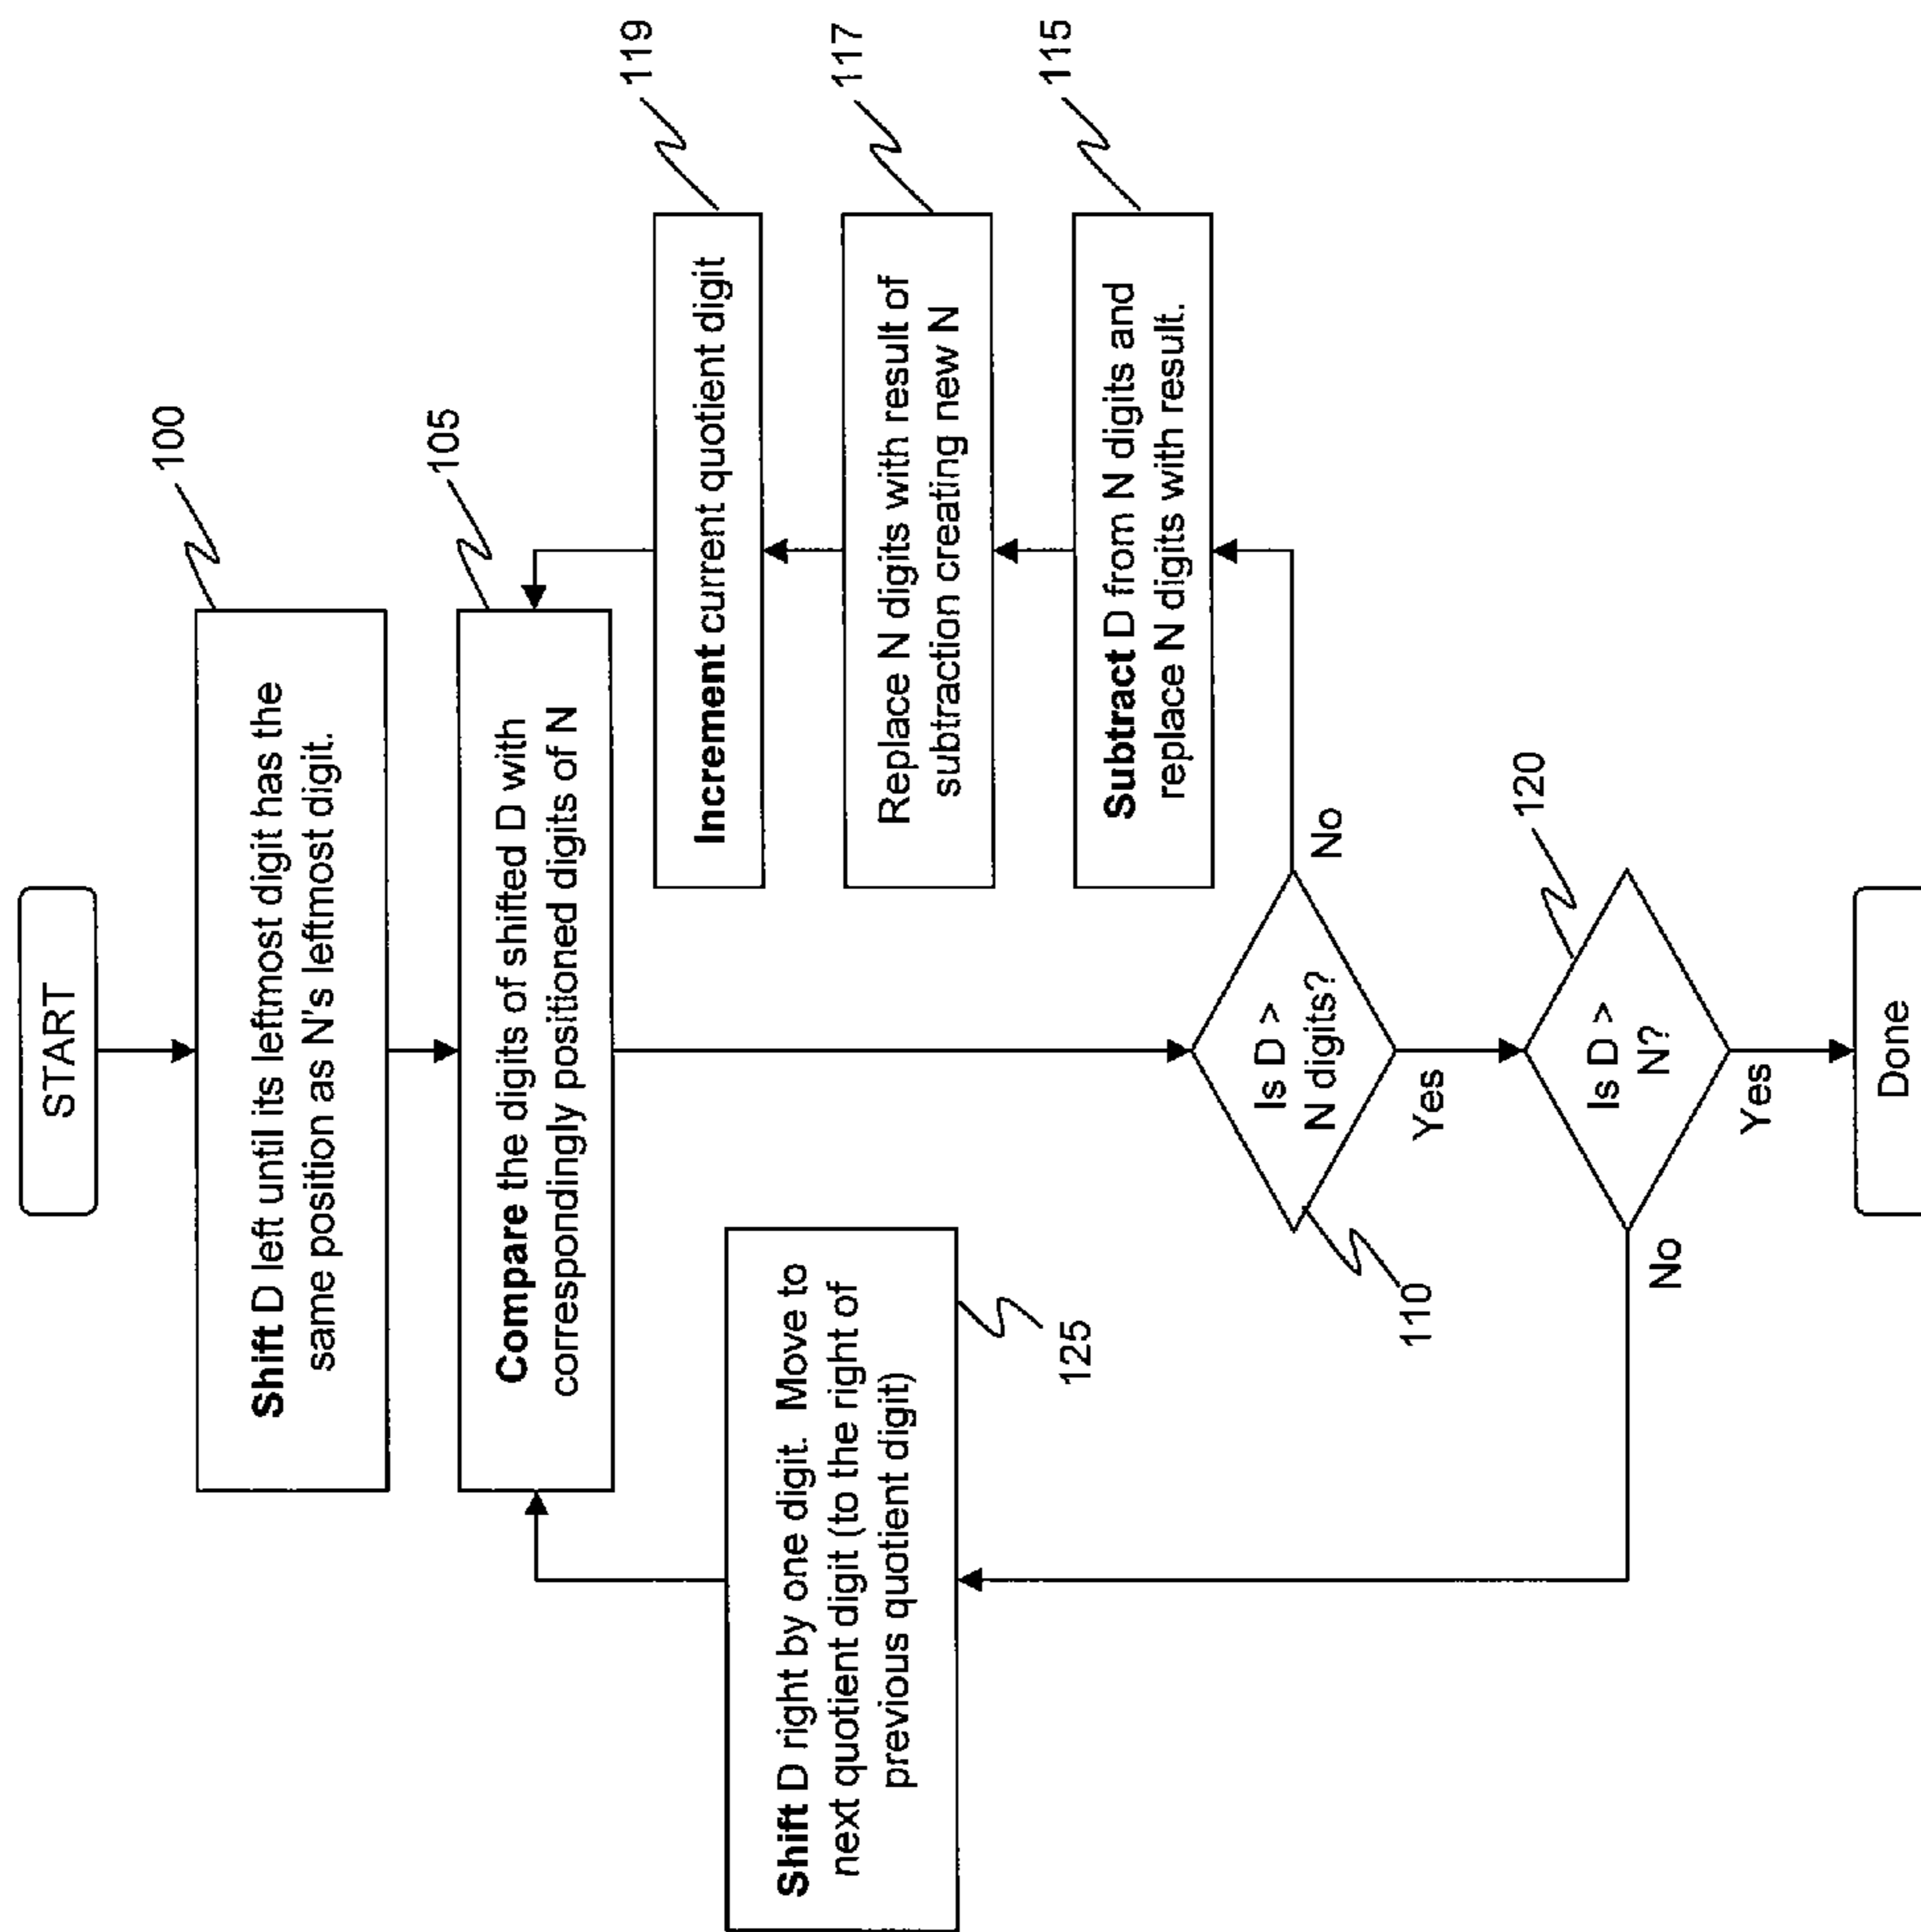 START
100
Shift D left until its leftmost digit has the
same position as N's leftmost digit.
105
Compare the digits of shifted D with
correspondingly positioned digits of N
119
Increment current quotient digit
117
Replace N digits with result of
subtraction creating new N
115
Subtract D from N digits and
replace N digits with result.
Shift D right by one digit. Move to
next quotient digit (to the right of
previous quotient digit)
125
Is D >
N digits?
No
Yes
110
120
Is D >
N?
No
Yes
Done